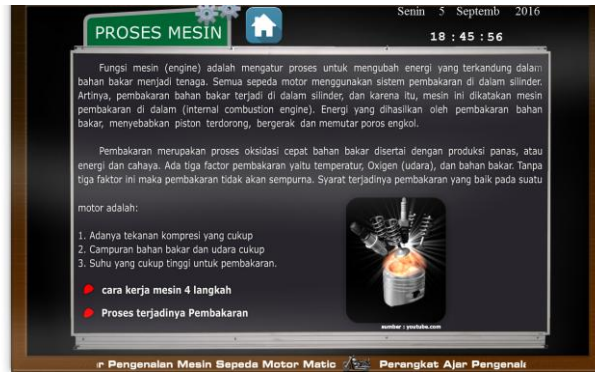 Senin 5 Septemb 2016
PROSES MESIN
18 : 45 : 56
Fungsi mesin (engine) adalah mengatur proses untuk mengubah energi yang terkandung dalam
bahan bakar menjadi tenaga. Semua sepeda motor menggunakan sistem pembakaran di dalam silinder.
Artinya, pembakaran bahan bakar terjadi di dalam silinder, dan karena itu, mesin ini dikatakan mesin
pembakaran di dalam (internal combustion engine). Energi yang dihasilkan oleh pembakaran bahan
bakar, menyebabkan piston terdorong, bergerak dan memutar poros engkol.
Pembakaran merupakan proses oksidasi cepat bahan bakar disertai dengan produksi panas, atau
energi dan cahaya. Ada tiga factor pembakaran yaitu temperatur, Oxigen (udara), dan bahan bakar. Tanpa
tiga faktor ini maka pembakaran tidak akan sempurna. Syarat terjadinya pembakaran yang baik pada suatu
motor adalah:
1. Adanya tekanan kompresi yang cukup
2. Campuran bahan bakar dan udara cukup
3. Suhu yang cukup tinggi untuk pembakaran.
cara kerja mesin 4 langkah
Proses terjadinya Pembakaran
sumber : youtube.com
r Pengenalan Mesin Sepeda Motor Matic Perangkat Ajar Pengenal